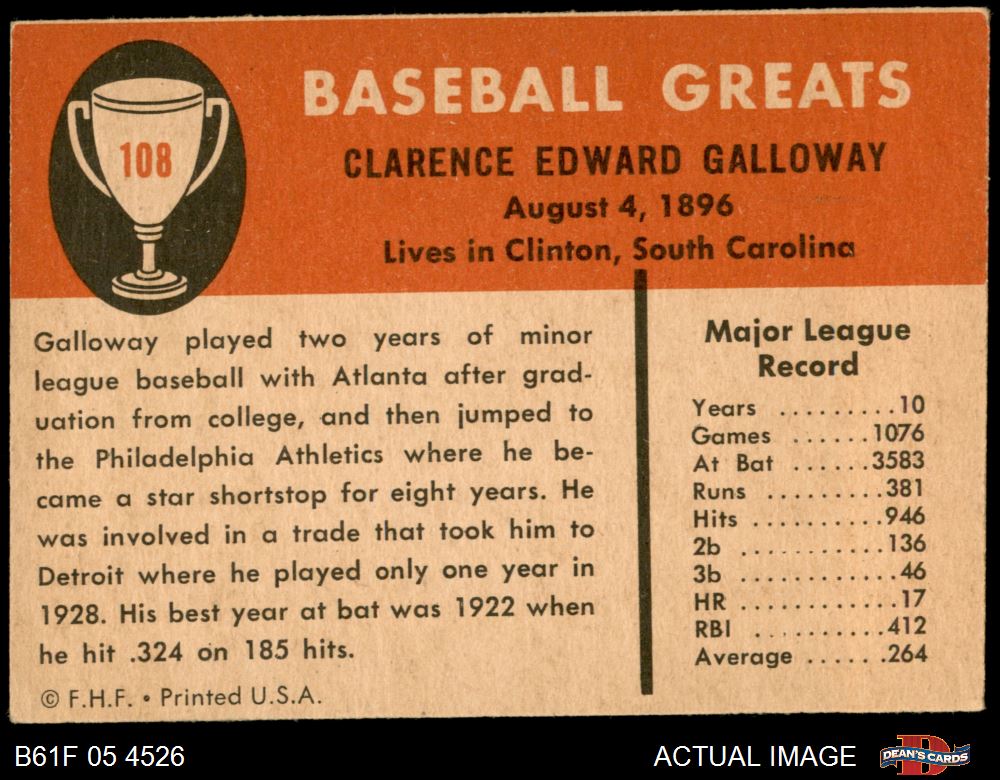 108
BASEBALL GREATS
CLARENCE EDWARD GALLOWAY
August 4, 1896
Lives in Clinton, South Carolina
Galloway played two years of minor
league baseball with Atlanta after grad-
uation from college, and then jumped to
the Philadelphia Athletics where he be-
came a star shortstop for eight years. He
was involved in a trade that took him to
Detroit where he played only one year in
1928. His best year at bat was 1922 when
he hit .324 on 185 hits.
© F.H.F. • Printed U.S.A.
Major League
Record
Years .........10
Games ......1076
At Bat ......3583
Runs .........381
Hits ..........946
2b ...........136
3b ............46
HR ............17
RBI ..........412
Average ......264
B61F 05 4526
ACTUAL IMAGE
DEAN'S CARDS